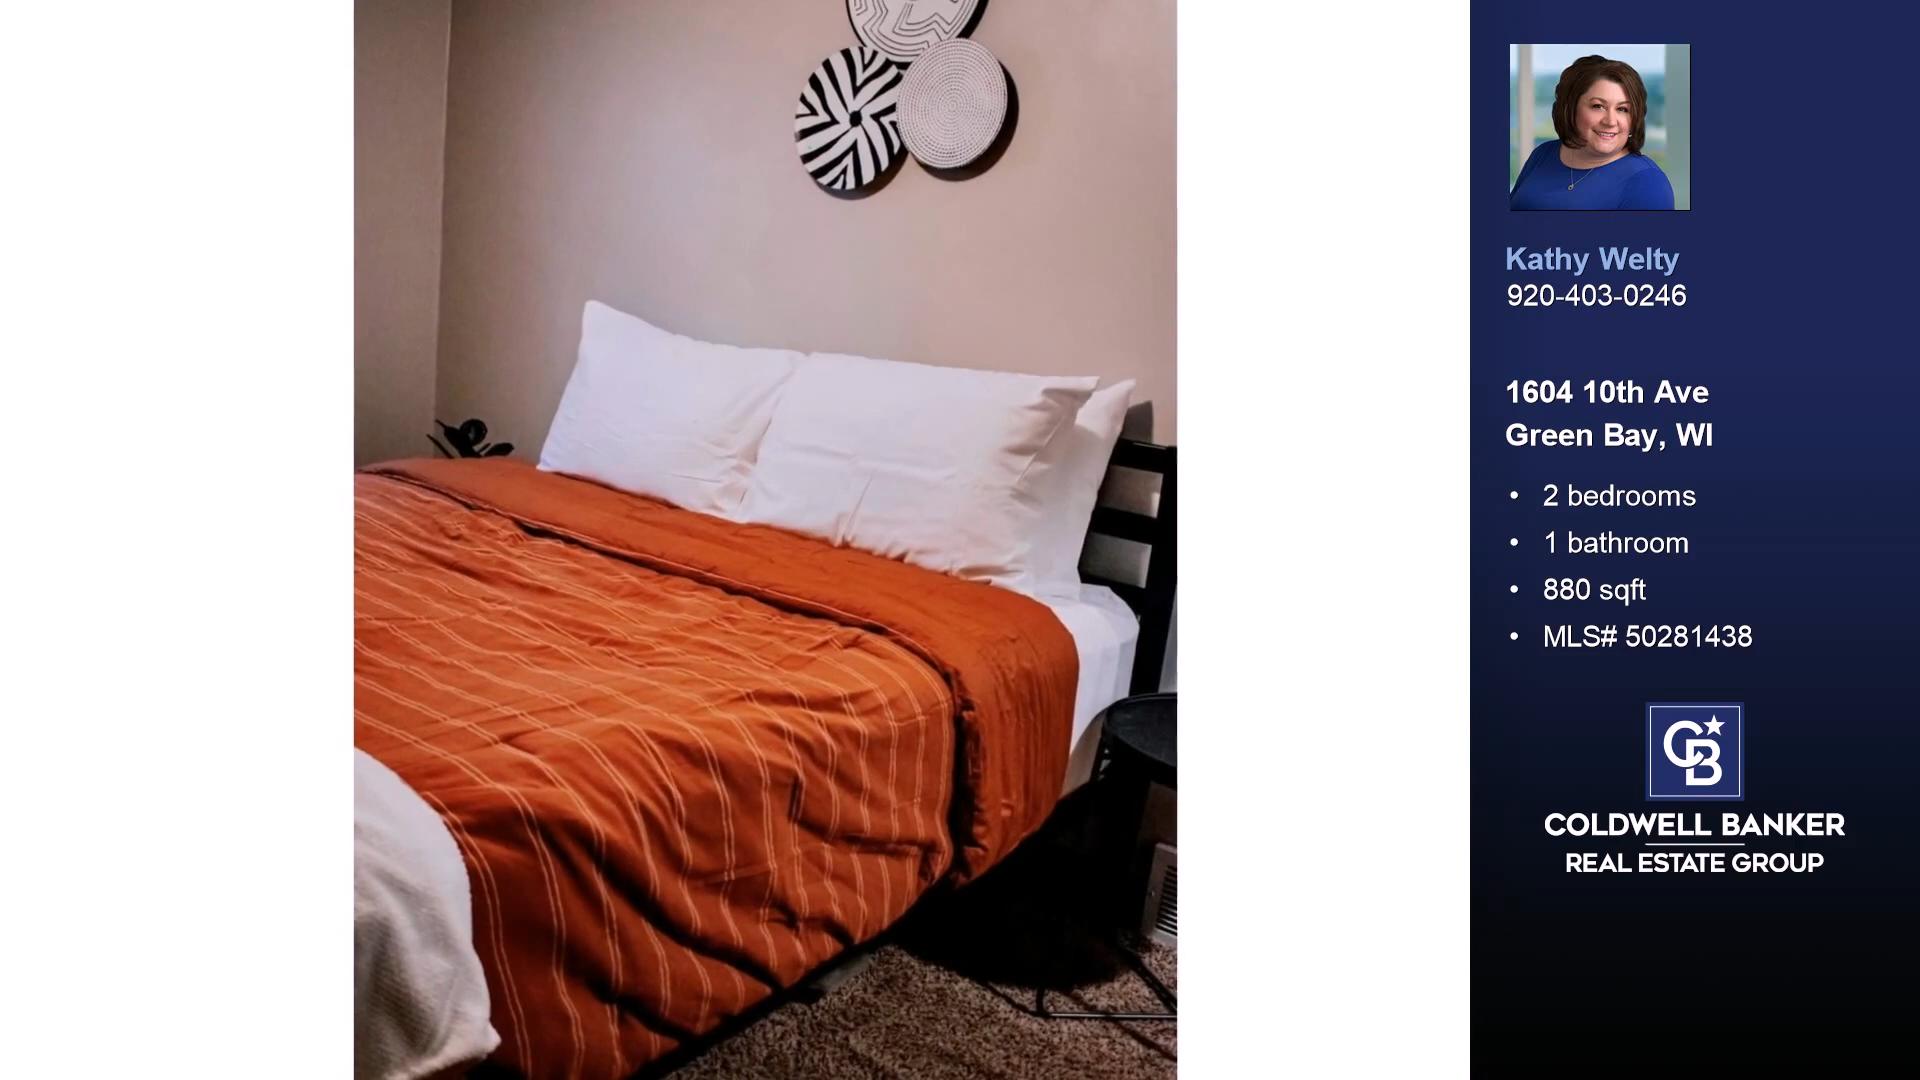 Kathy Welty
920-403-0246
1604 10th Ave
Green Bay, WI
• 2 bedrooms
• 1 bathroom
• 880 sqft
• MLS# 50281438
CB
COLDWELL BANKER
REAL ESTATE GROUP